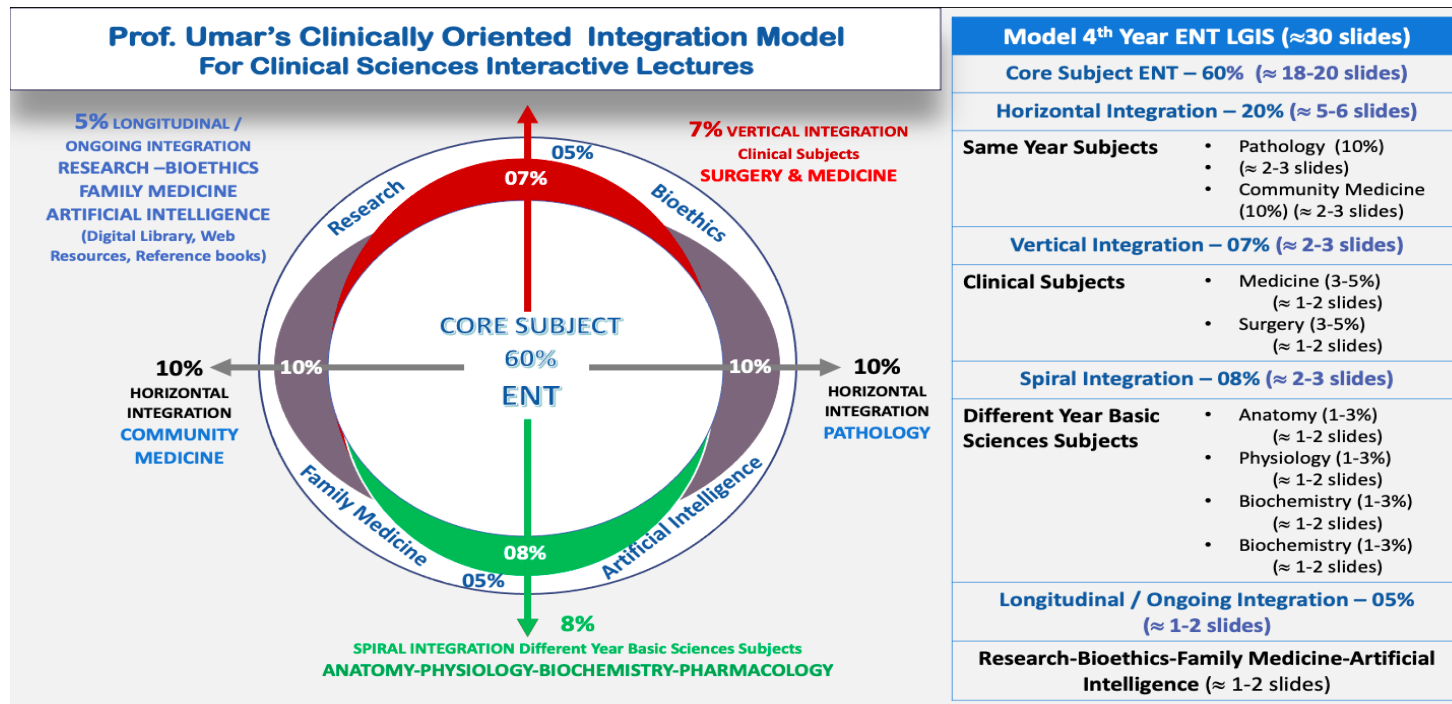 Prof. Umar's Clinically Oriented Integration Model
For Clinical Sciences Interactive Lectures
5% LONGITUDINAL /
ONGOING INTEGRATION
RESEARCH –BIOETHICS
FAMILY MEDICINE
ARTIFICIAL INTELLIGENCE
(Digital Library, Web
Resources, Reference books)
7% VERTICAL INTEGRATION
Clinical Subjects
SURGERY & MEDICINE
05%
07%
Research
Bioethics
CORE SUBJECT
60%
ENT
10%
HORIZONTAL
INTEGRATION
COMMUNITY
MEDICINE
10%
10%
10%
HORIZONTAL
INTEGRATION
PATHOLOGY
Family Medicine
Artificial Intelligence
08%
05%
8%
SPIRAL INTEGRATION Different Year Basic Sciences Subjects
ANATOMY-PHYSIOLOGY-BIOCHEMISTRY-PHARMACOLOGY
Model 4th Year ENT LGIS (≈30 slides)
Core Subject ENT – 60% (≈ 18-20 slides)
Horizontal Integration – 20% (≈ 5-6 slides)
Same Year Subjects
• Pathology (10%)
• (≈ 2-3 slides)
• Community Medicine
(10%) (≈ 2-3 slides)
Vertical Integration – 07% (≈ 2-3 slides)
Clinical Subjects
• Medicine (3-5%)
(≈ 1-2 slides)
• Surgery (3-5%)
(≈ 1-2 slides)
Spiral Integration – 08% (≈ 2-3 slides)
Different Year Basic
Sciences Subjects
• Anatomy (1-3%)
(≈ 1-2 slides)
• Physiology (1-3%)
(≈ 1-2 slides)
• Biochemistry (1-3%)
(≈ 1-2 slides)
• Biochemistry (1-3%)
(≈ 1-2 slides)
Longitudinal / Ongoing Integration – 05%
(≈ 1-2 slides)
Research-Bioethics-Family Medicine-Artificial
Intelligence (≈ 1-2 slides)